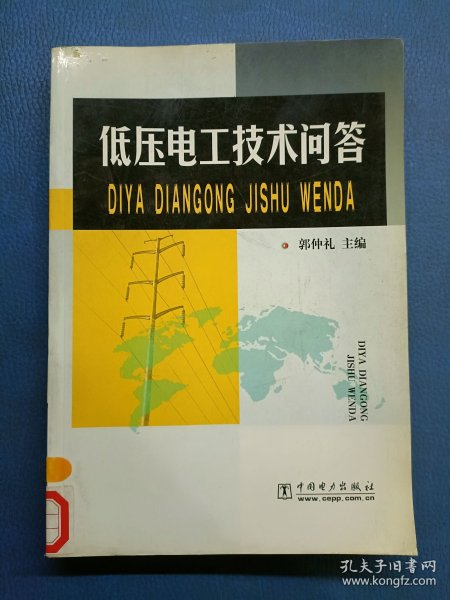 低压电工技术问答
DIYA DIANGONG JISHU WENDA
郭仲礼 主编
DIYA DIANGONG
JISHU WENDA
中国电力出版社
www.cepp.com.cn
孔夫子旧书网
www.kongfz.com